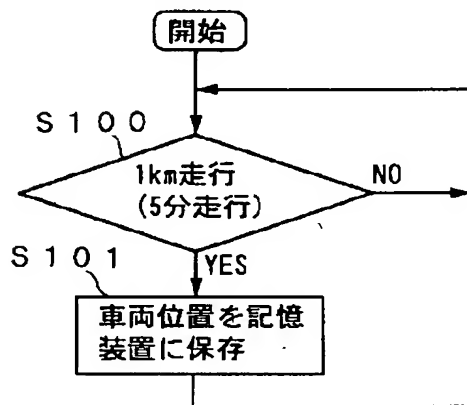 開始
S100
1km走行
(5分走行)
NO
S101
YES
車両位置を記憶
装置に保存